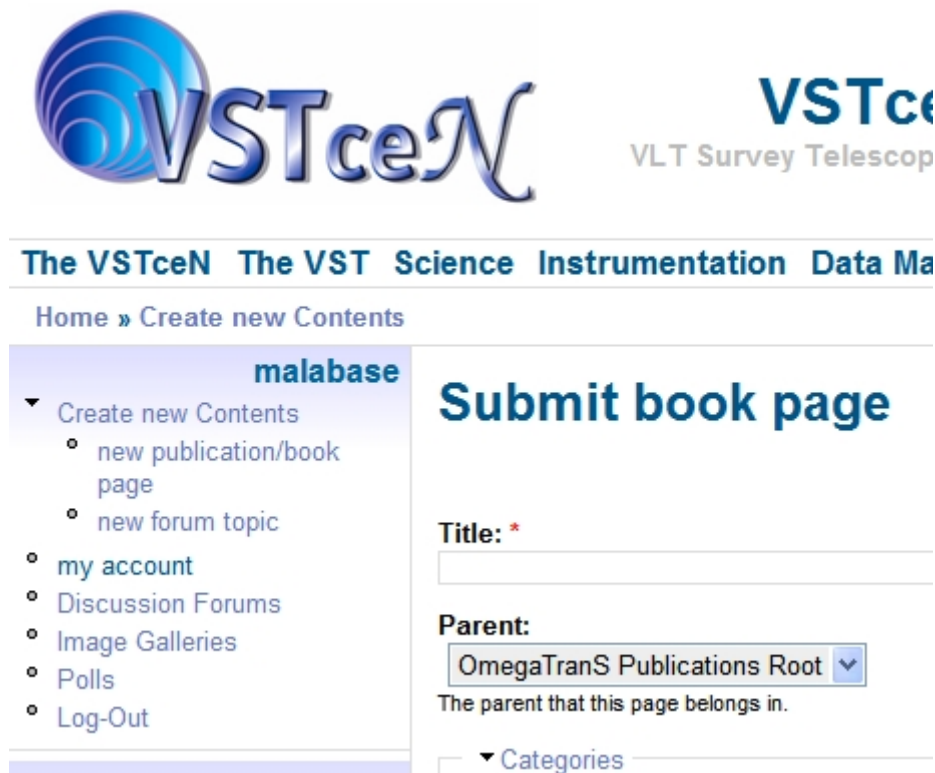 VSTceN
VSTce
VLT Survey Telescop
The VSTceN The VST Science Instrumentation Data Ma
Home » Create new Contents
malabase
Create new Contents
new publication/book
page
new forum topic
my account
Discussion Forums
Image Galleries
Polls
Log-Out
Submit book page
Title: *
Parent:
OmegaTranS Publications Root
The parent that this page belongs in.
Categories